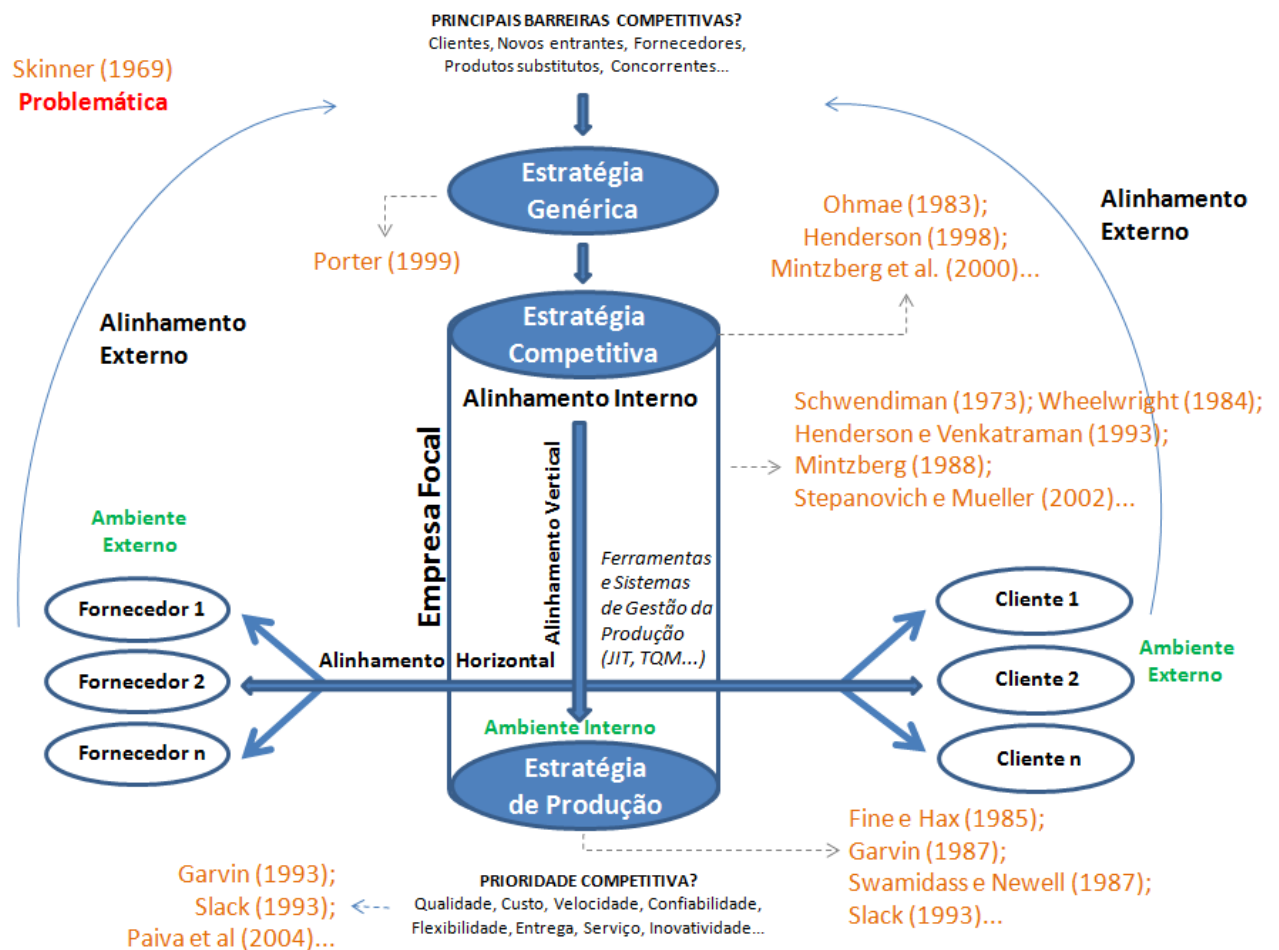 PRINCIPAIS BARREIRAS COMPETITIVAS?
Clientes, Novos entrantes, Fornecedores,
Produtos substitutos, Concorrentes...
Skinner (1969)
Problemática
Estratégia
Genérica
Porter (1999)
Ohmae (1983);
Henderson (1998);
Mintzberg et al. (2000)...
Alinhamento
Externo
Alinhamento
Externo
Estratégia
Competitiva
Alinhamento Interno
Schwendiman (1973); Wheelwright (1984);
Henderson e Venkatraman (1993);
Mintzberg (1988);
Stepanovich e Mueller (2002)...
Empresa Focal
Alinhamento Vertical
Ferramentas
e Sistemas
de Gestão da
Produção
(JIT, TQM...)
Ambiente
Externo
Fornecedor 1
Fornecedor 2
Fornecedor n
Alinhamento Horizontal
Cliente 1
Cliente 2
Cliente n
Ambiente
Externo
Ambiente Interno
Estratégia
de Produção
Fine e Hax (1985);
Garvin (1987);
Swamidass e Newell (1987);
Slack (1993)...
Garvin (1993);
Slack (1993);
Paiva et al (2004)...
PRIORIDADE COMPETITIVA?
Qualidade, Custo, Velocidade, Confiabilidade,
Flexibilidade, Entrega, Serviço, Inovatividade...